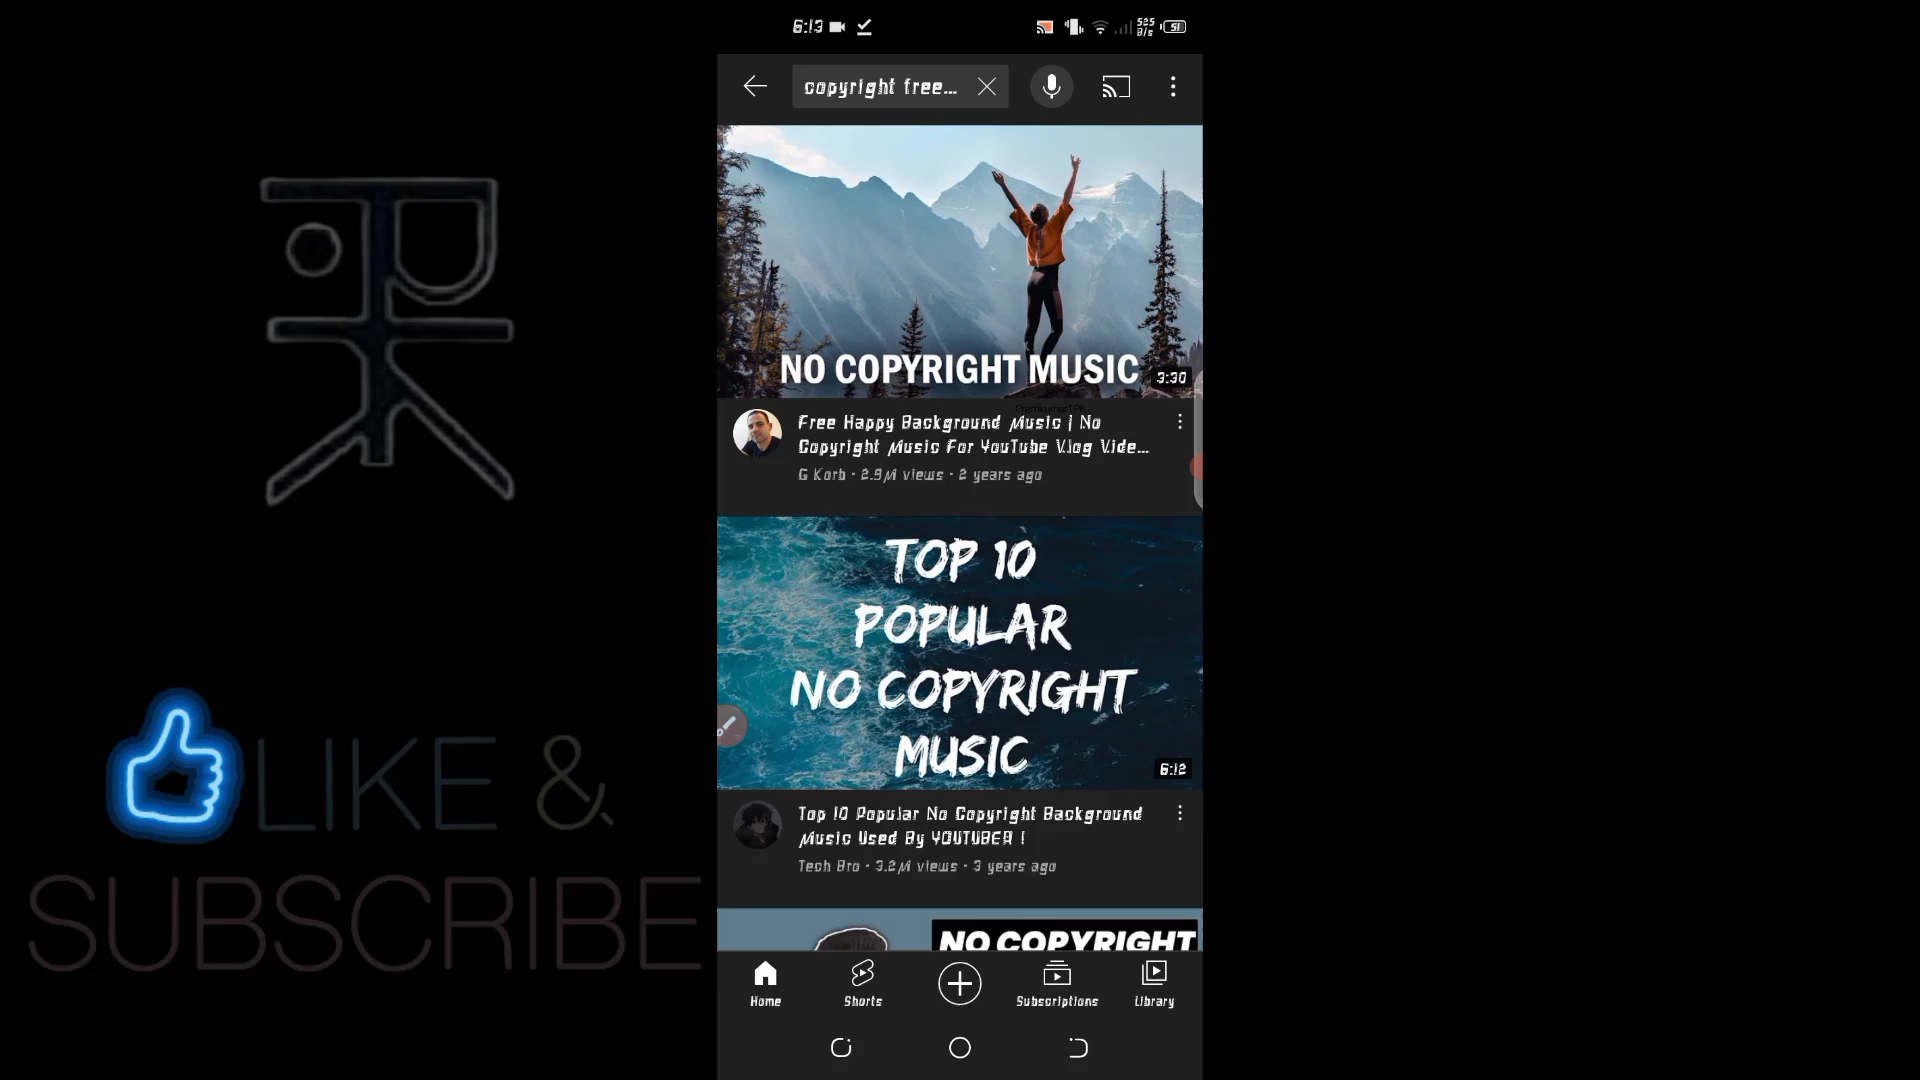 6:13
525
B/s
51
copyright free...
NO COPYRIGHT MUSIC
3:30
PremkumarTPK
Free Happy Background Music | No
Copyright Music For YouTube Vlog Vide...
G Korb · 2.9M views · 2 years ago
TOP 10
POPULAR
NO COPYRIGHT
MUSIC
6:12
Top 10 Popular No Copyright Background
Music Used By YOUTUBER !
Tech Bro · 3.2M views · 3 years ago
NO COPYRIGHT
Home
Shorts
Subscriptions
Library
LIKE &
SUBSCRIBE